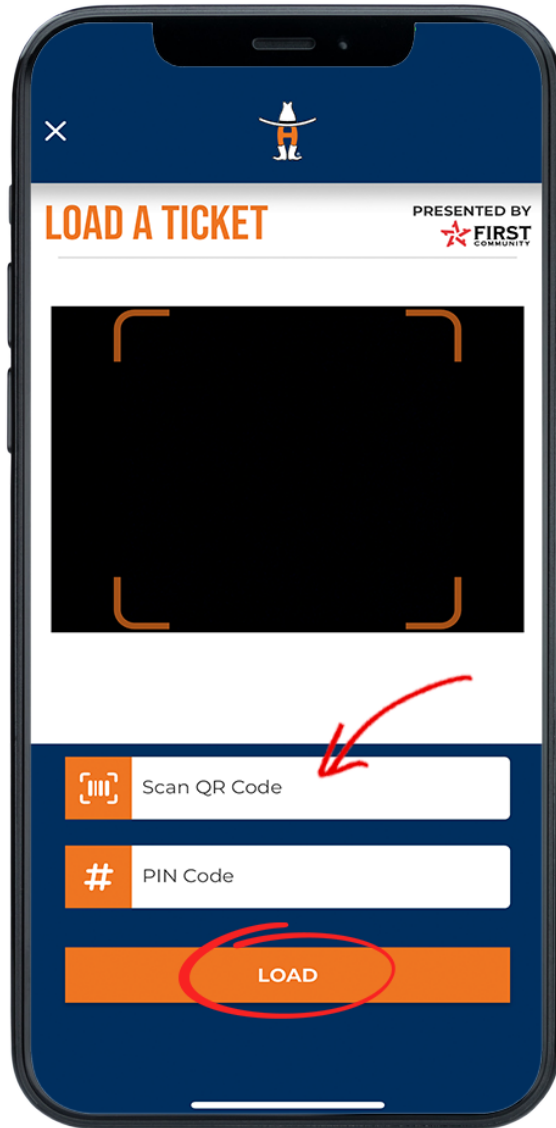 H
LOAD A TICKET
PRESENTED BY
FIRST
COMMUNITY
Scan QR Code
# PIN Code
LOAD